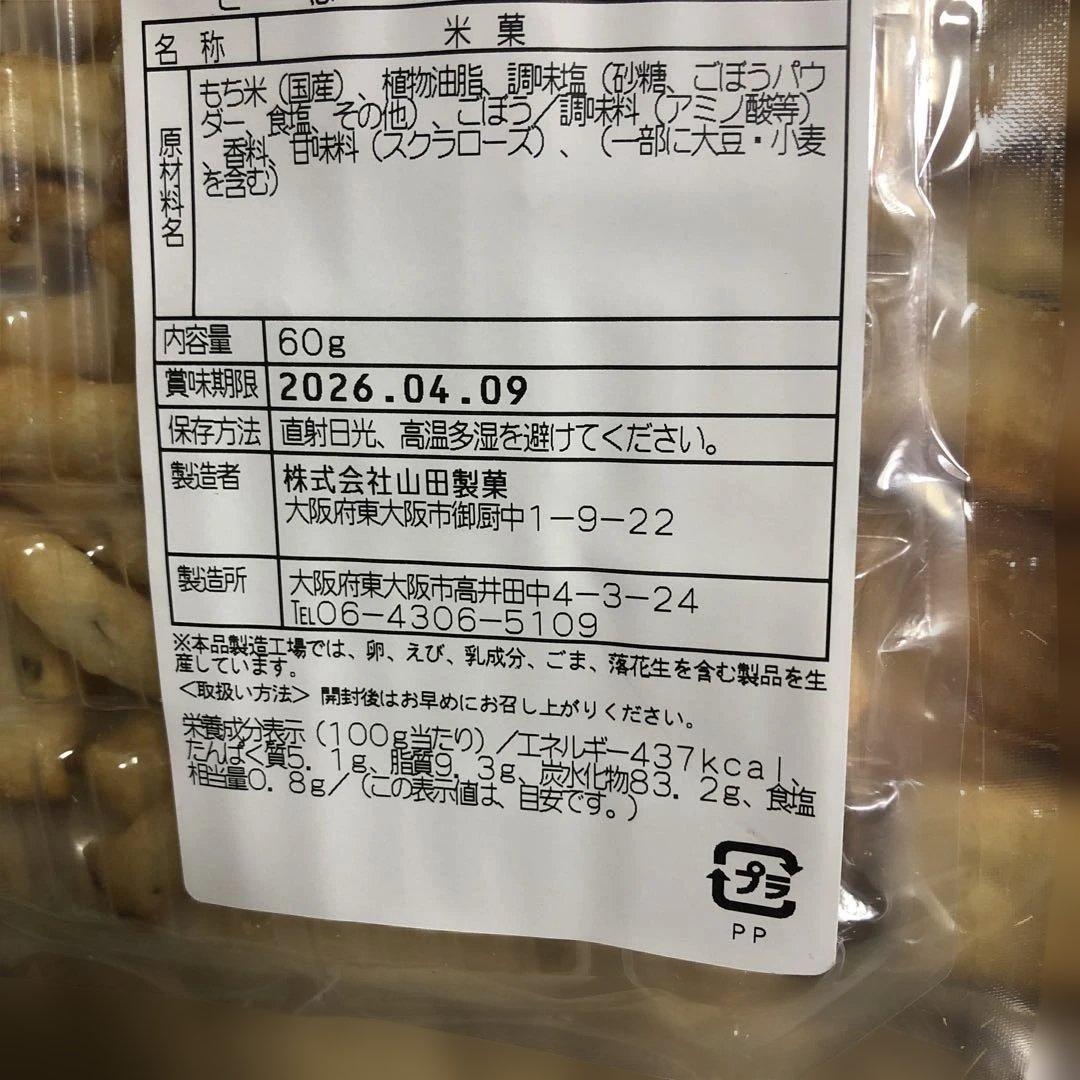 名称 米菓
原材料名
もち米（国産）、植物油脂、調味塩（砂糖、ごぼうパウ
ダー、食塩、その他）、ごぼう／調味料（アミノ酸等）
、香料、甘味料（スクラロース）、（一部に大豆・小麦
を含む）
内容量 60g
賞味期限 2026.04.09
保存方法 直射日光、高温多湿を避けてください。
製造者 株式会社山田製菓
大阪府東大阪市御厨中1－9－22
製造所 大阪府東大阪市高井田中4－3－24
℡06－4306－5109
※本品製造工場では、卵、えび、乳成分、ごま、落花生を含む製品を生
産しています。
＜取扱い方法＞ 開封後はお早めにお召し上がりください。
栄養成分表示（100g当たり）／エネルギー437kcal、
たんぱく質5．1g、脂質9．3g、炭水化物83．2g、食塩
相当量0．8g／（この表示値は、目安です。）
プラ
PP